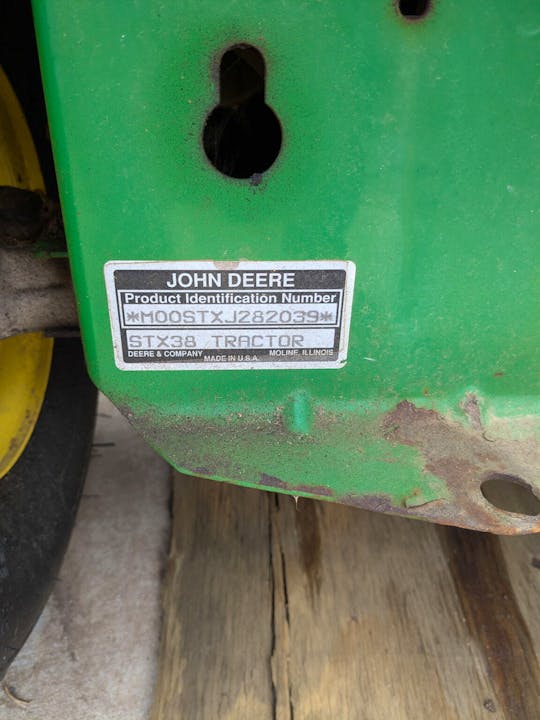 JOHN DEERE
Product Identification Number
*M00STXJ282039*
STX38 TRACTOR
DEERE & COMPANY MOLINE, ILLINOIS
MADE IN U.S.A.